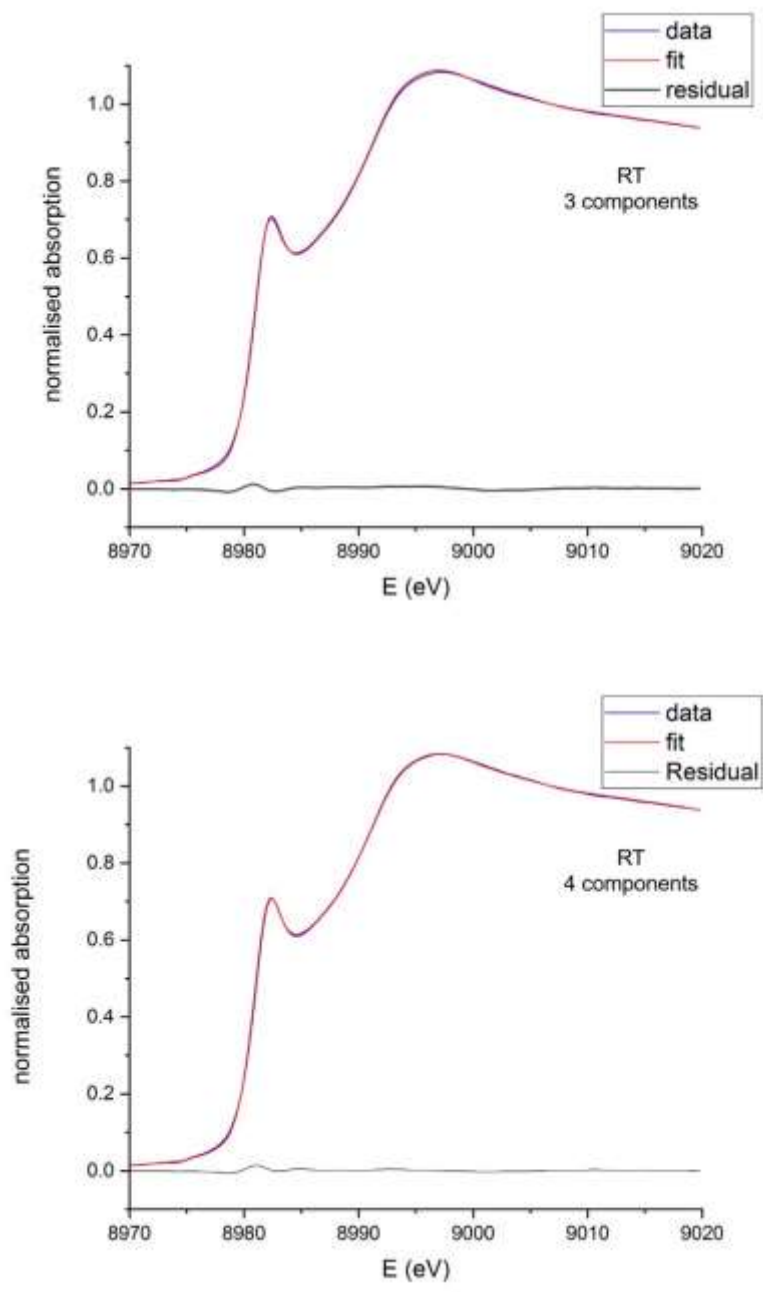 data
fit
residual
RT
3 components
normalised absorption
1.0
0.8
0.6
0.4
0.2
0.0
8970 8980 8990 9000 9010 9020
E (eV)
data
fit
Residual
RT
4 components
normalised absorption
1.0
0.8
0.6
0.4
0.2
0.0
8970 8980 8990 9000 9010 9020
E (eV)